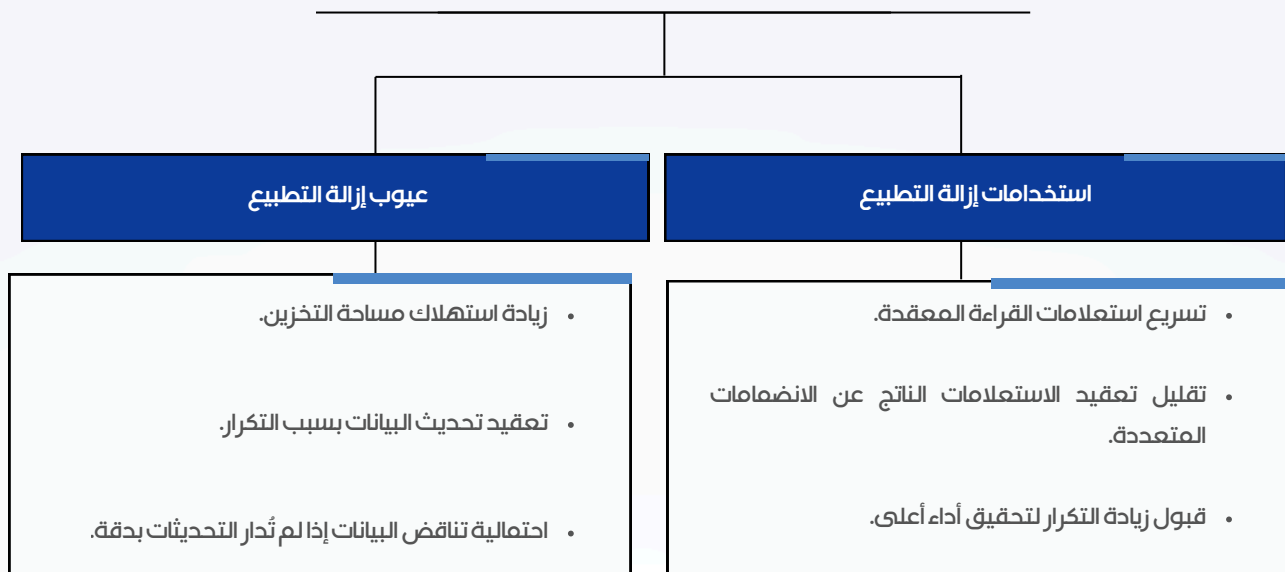 استخدامات إزالة التطبيع
• تسريع استعلامات القراءة المعقدة.
• تقليل تعقيد الاستعلامات الناتج عن الانضمامات
المتعددة.
• قبول زيادة التكرار لتحقيق أداء أعلى.
عيوب إزالة التطبيع
• زيادة استهلاك مساحة التخزين.
• تعقيد تحديث البيانات بسبب التكرار.
• احتمالية تناقض البيانات إذا لم تُدار التحديثات بدقة.